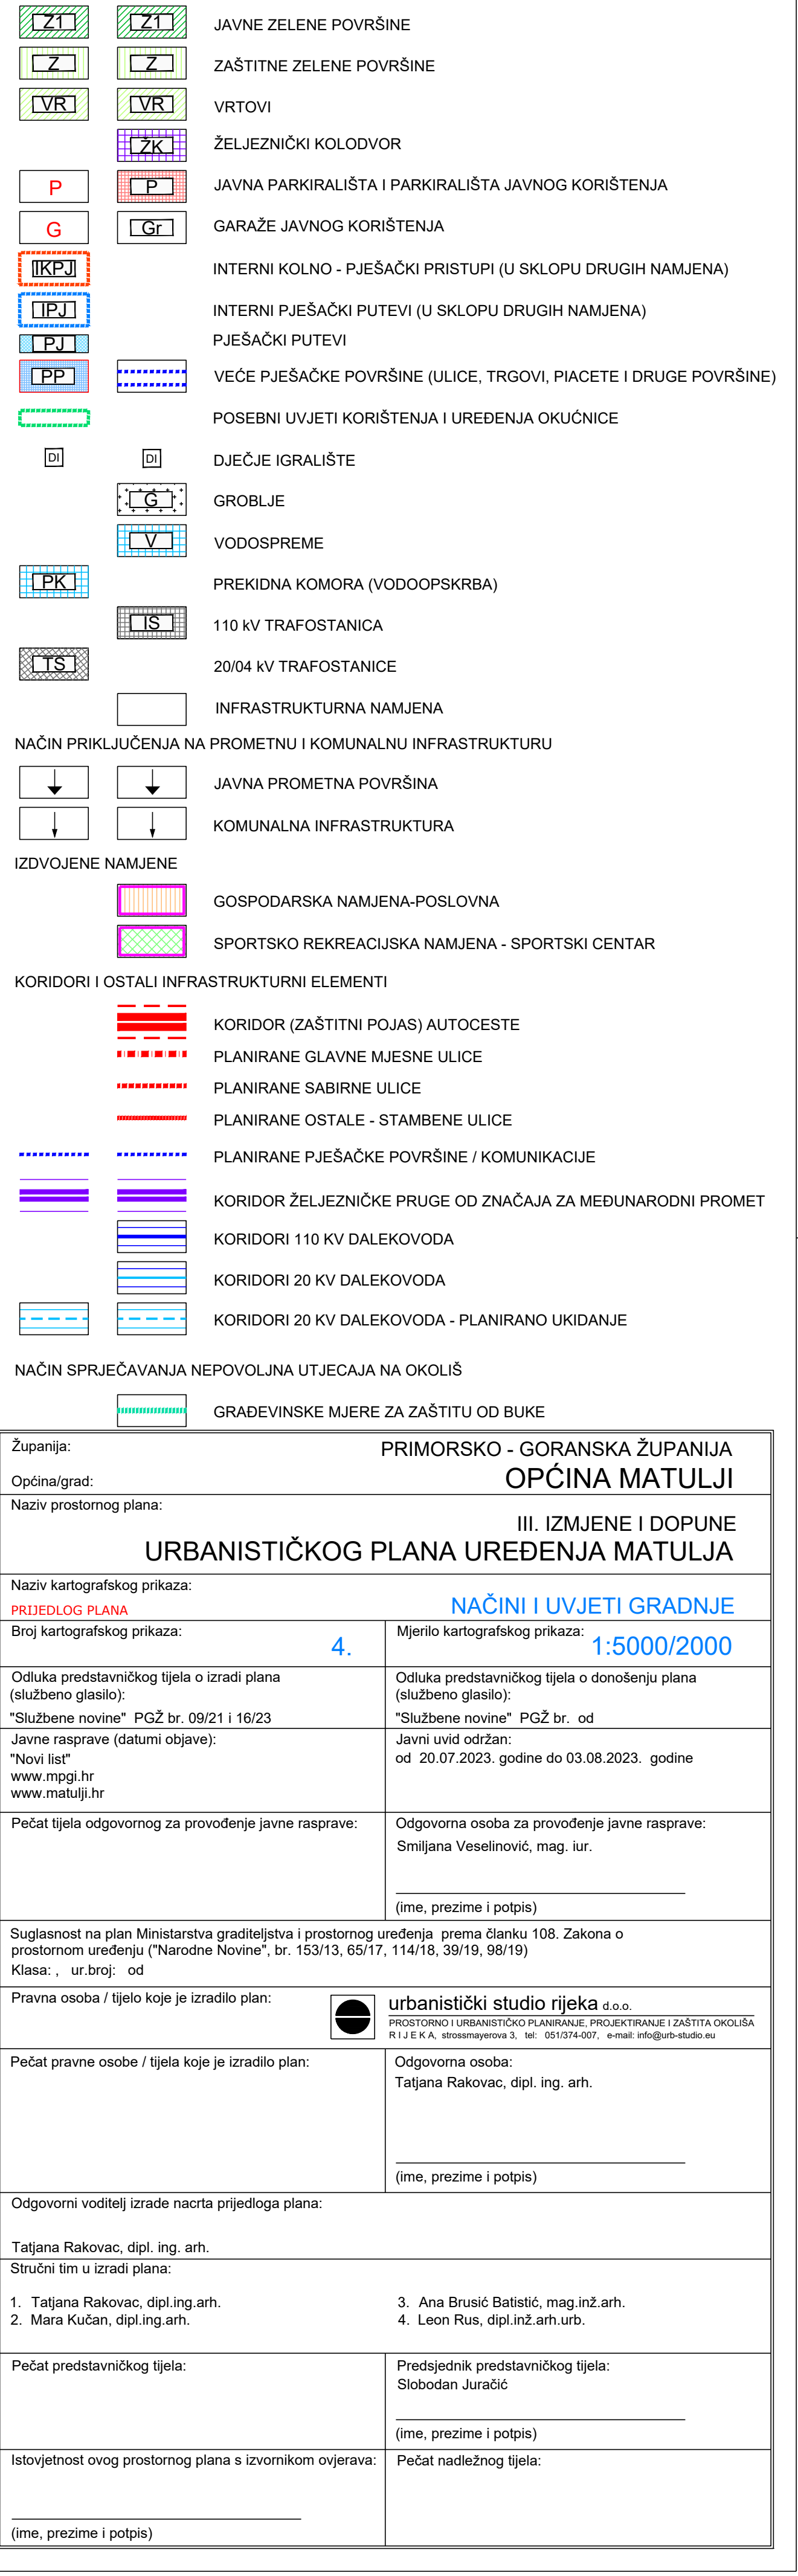 Z1 Z1 JAVNE ZELENE POVRŠINE
Z Z ZAŠTITNE ZELENE POVRŠINE
VR VR VRTOVI
ŽK ŽELJEZNIČKI KOLODVOR
P P JAVNA PARKIRALIŠTA I PARKIRALIŠTA JAVNOG KORIŠTENJA
G Gr GARAŽE JAVNOG KORIŠTENJA
IKPJ INTERNI KOLNO - PJEŠAČKI PRISTUPI (U SKLOPU DRUGIH NAMJENA)
IPJ INTERNI PJEŠAČKI PUTEVI (U SKLOPU DRUGIH NAMJENA)
PJ PJEŠAČKI PUTEVI
PP VEĆE PJEŠAČKE POVRŠINE (ULICE, TRGOVI, PIACETE I DRUGE POVRŠINE)
POSEBNI UVJETI KORIŠTENJA I UREĐENJA OKUĆNICE
DI DI DJEČJE IGRALIŠTE
G GROBLJE
V VODOSPREME
PK PREKIDNA KOMORA (VODOOPSKRBA)
IS 110 kV TRAFOSTANICA
TS 20/04 kV TRAFOSTANICE
INFRASTRUKTURNA NAMJENA
NAČIN PRIKLJUČENJA NA PROMETNU I KOMUNALNU INFRASTRUKTURU
JAVNA PROMETNA POVRŠINA
KOMUNALNA INFRASTRUKTURA
IZDVOJENE NAMJENE
GOSPODARSKA NAMJENA-POSLOVNA
SPORTSKO REKREACIJSKA NAMJENA - SPORTSKI CENTAR
KORIDORI I OSTALI INFRASTRUKTURNI ELEMENTI
KORIDOR (ZAŠTITNI POJAS) AUTOCESTE
PLANIRANE GLAVNE MJESNE ULICE
PLANIRANE SABIRNE ULICE
PLANIRANE OSTALE - STAMBENE ULICE
PLANIRANE PJEŠAČKE POVRŠINE / KOMUNIKACIJE
KORIDOR ŽELJEZNIČKE PRUGE OD ZNAČAJA ZA MEĐUNARODNI PROMET
KORIDORI 110 KV DALEKOVODA
KORIDORI 20 KV DALEKOVODA
KORIDORI 20 KV DALEKOVODA - PLANIRANO UKIDANJE
NAČIN SPRJEČAVANJA NEPOVOLJNA UTJECAJA NA OKOLIŠ
GRAĐEVINSKE MJERE ZA ZAŠTITU OD BUKE
Županija: PRIMORSKO - GORANSKA ŽUPANIJA
Općina/grad: OPĆINA MATULJI
Naziv prostornog plana:
III. IZMJENE I DOPUNE
URBANISTIČKOG PLANA UREĐENJA MATULJA
Naziv kartografskog prikaza:
PRIJEDLOG PLANA NAČINI I UVJETI GRADNJE
Broj kartografskog prikaza: 4.
Mjerilo kartografskog prikaza: 1:5000/2000
Odluka predstavničkog tijela o izradi plana
(službeno glasilo):
"Službene novine" PGŽ br. 09/21 i 16/23
Odluka predstavničkog tijela o donošenju plana
(službeno glasilo):
"Službene novine" PGŽ br. od
Javne rasprave (datumi objave):
"Novi list"
www.mpgi.hr
www.matulji.hr
Javni uvid održan:
od 20.07.2023. godine do 03.08.2023. godine
Pečat tijela odgovornog za provođenje javne rasprave:
Odgovorna osoba za provođenje javne rasprave:
Smiljana Veselinović, mag. iur.
(ime, prezime i potpis)
Suglasnost na plan Ministarstva graditeljstva i prostornog uređenja prema članku 108. Zakona o
prostornom uređenju ("Narodne Novine", br. 153/13, 65/17, 114/18, 39/19, 98/19)
Klasa: , ur.broj: od
Pravna osoba / tijelo koje je izradilo plan:
urbanistički studio rijeka d.o.o.
PROSTORNO I URBANISTIČKO PLANIRANJE, PROJEKTIRANJE I ZAŠTITA OKOLIŠA
R I J E K A, strossmayerova 3, tel: 051/374-007, e-mail: info@urb-studio.eu
Pečat pravne osobe / tijela koje je izradilo plan:
Odgovorna osoba:
Tatjana Rakovac, dipl. ing. arh.
(ime, prezime i potpis)
Odgovorni voditelj izrade nacrta prijedloga plana:
Tatjana Rakovac, dipl. ing. arh.
Stručni tim u izradi plana:
1. Tatjana Rakovac, dipl.ing.arh.
2. Mara Kučan, dipl.ing.arh.
3. Ana Brusić Batistić, mag.inž.arh.
4. Leon Rus, dipl.inž.arh.urb.
Pečat predstavničkog tijela:
Predsjednik predstavničkog tijela:
Slobodan Juračić
(ime, prezime i potpis)
Istovjetnost ovog prostornog plana s izvornikom ovjerava:
(ime, prezime i potpis)
Pečat nadležnog tijela: